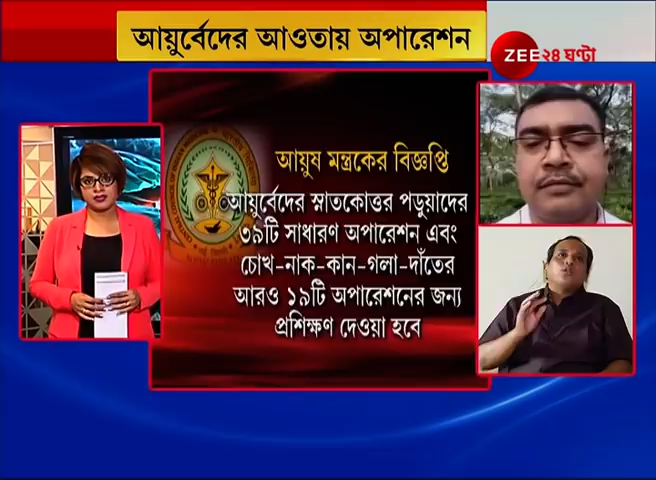 আয়ুর্বেদের আওতায় অপারেশন
ZEE ২৪ ঘণ্টা
আয়ুষ মন্ত্রকের বিজ্ঞপ্তি
আয়ুর্বেদের স্নাতকোত্তর পড়ুয়াদের
৩৯টি সাধারণ অপারেশন এবং
চোখ-নাক-কান-গলা-দাঁতের
আরও ১৯টি অপারেশনের জন্য
প্রশিক্ষণ দেওয়া হবে